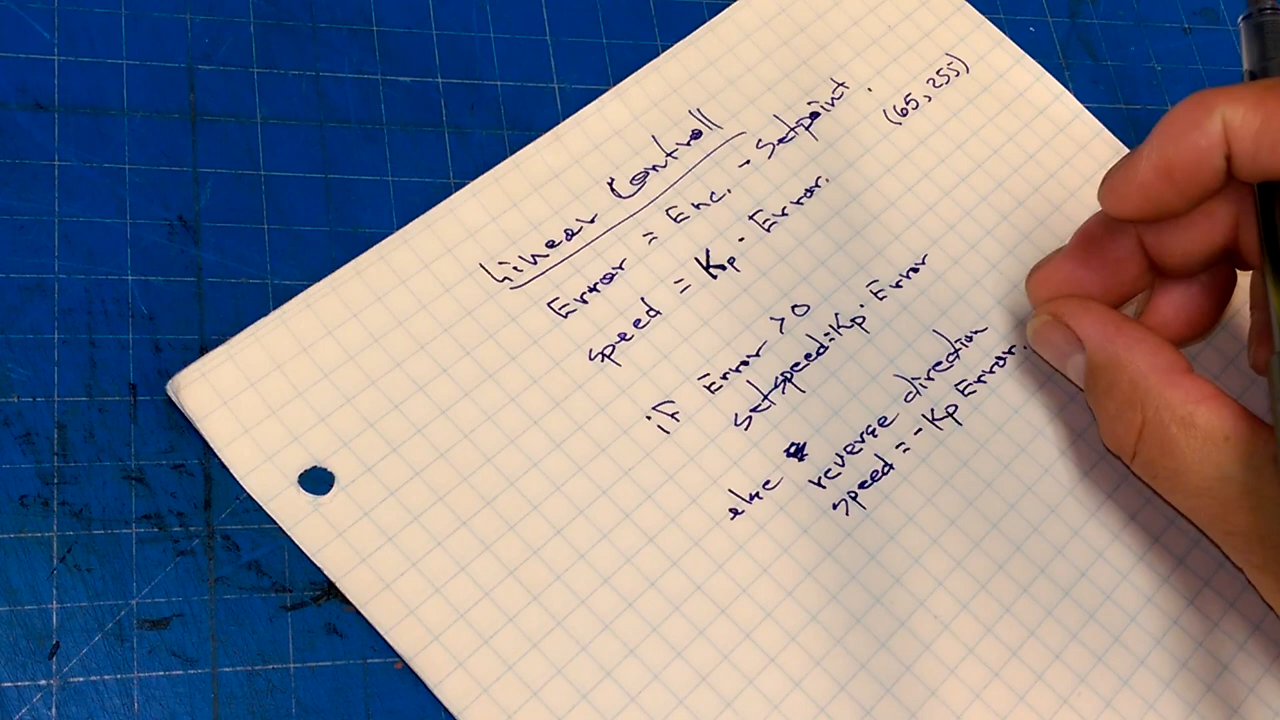 Linear Controll
Error = Enc. - Setpoint.
(65, 255)
speed = Kp · Error.
if Error > 0
Setspeed=Kp· Error
else
reverse direction
speed = -Kp Error.